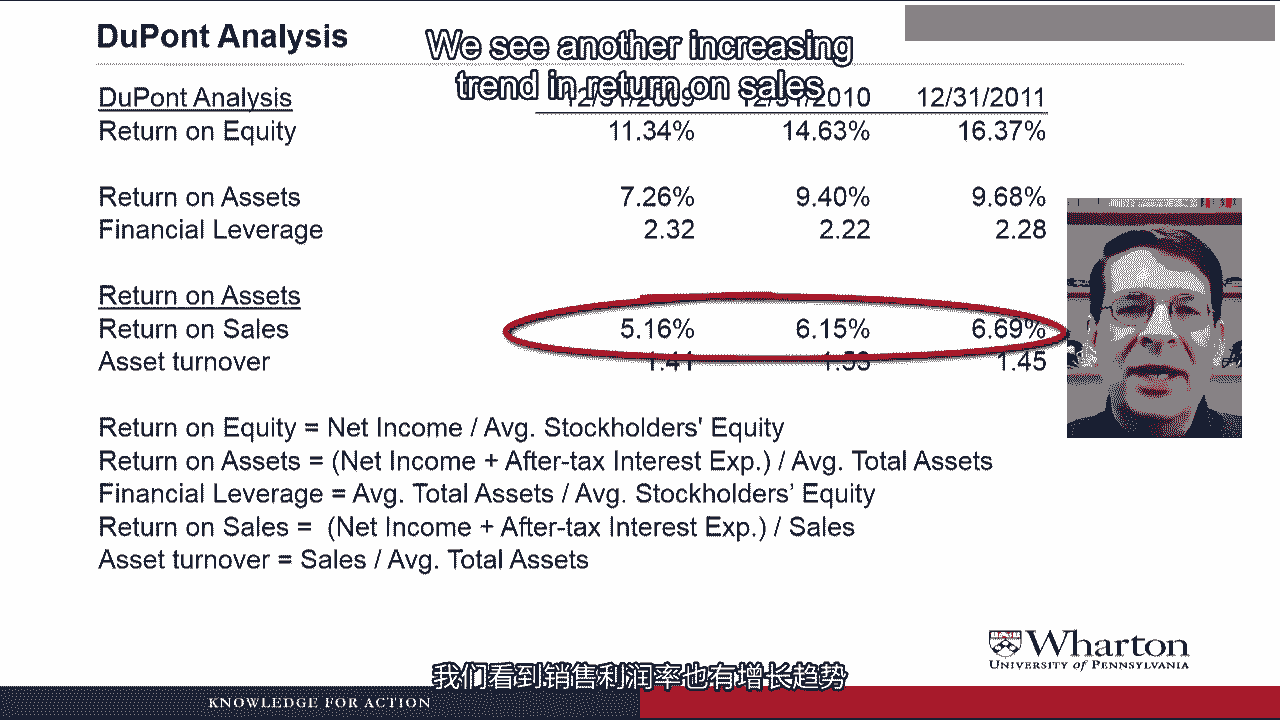 DuPont Analysis
We see another increasing
trend in return on sales
DuPont Analysis 12/31/2009 12/31/2010 12/31/2011
Return on Equity 11.34% 14.63% 16.37%
Return on Assets 7.26% 9.40% 9.68%
Financial Leverage 2.32 2.22 2.28
Return on Assets
Return on Sales 5.16% 6.15% 6.69%
Asset turnover 1.41 1.53 1.45
Return on Equity = Net Income / Avg. Stockholders' Equity
Return on Assets = (Net Income + After-tax Interest Exp.) / Avg. Total Assets
Financial Leverage = Avg. Total Assets / Avg. Stockholders’ Equity
Return on Sales = (Net Income + After-tax Interest Exp.) / Sales
Asset turnover = Sales / Avg. Total Assets
Wharton
UNIVERSITY OF PENNSYLVANIA
我们看到销售利润率也有增长趋势
KNOWLEDGE FOR ACTION